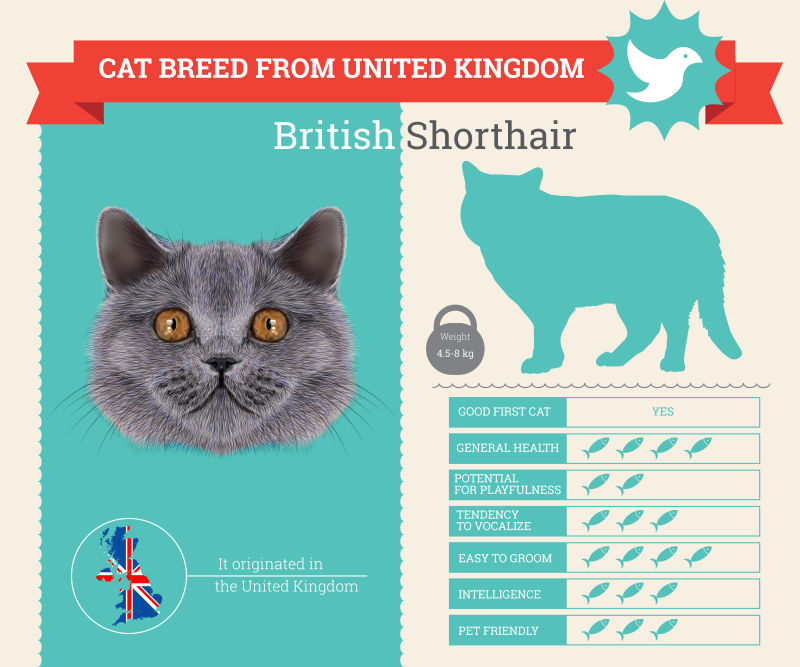 CAT BREED FROM UNITED KINGDOM
British Shorthair
Weight
4.5-8 kg
GOOD FIRST CAT YES
GENERAL HEALTH
POTENTIAL
FOR PLAYFULNESS
TENDENCY
TO VOCALIZE
EASY TO GROOM
INTELLIGENCE
PET FRIENDLY
It originated in
the United Kingdom